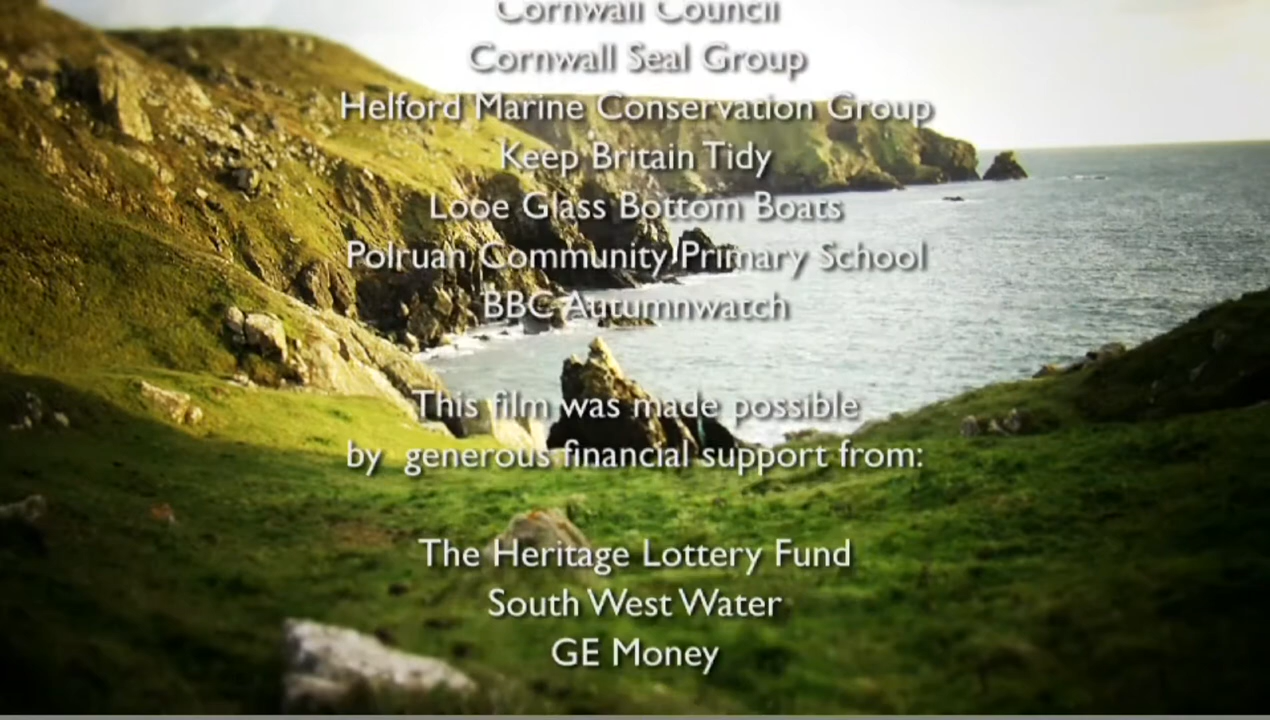 Cornwall Council
Cornwall Seal Group
Helford Marine Conservation Group
Keep Britain Tidy
Looe Glass Bottom Boats
Polruan Community Primary School
BBC Autumnwatch
This film was made possible
by generous financial support from:
The Heritage Lottery Fund
South West Water
GE Money